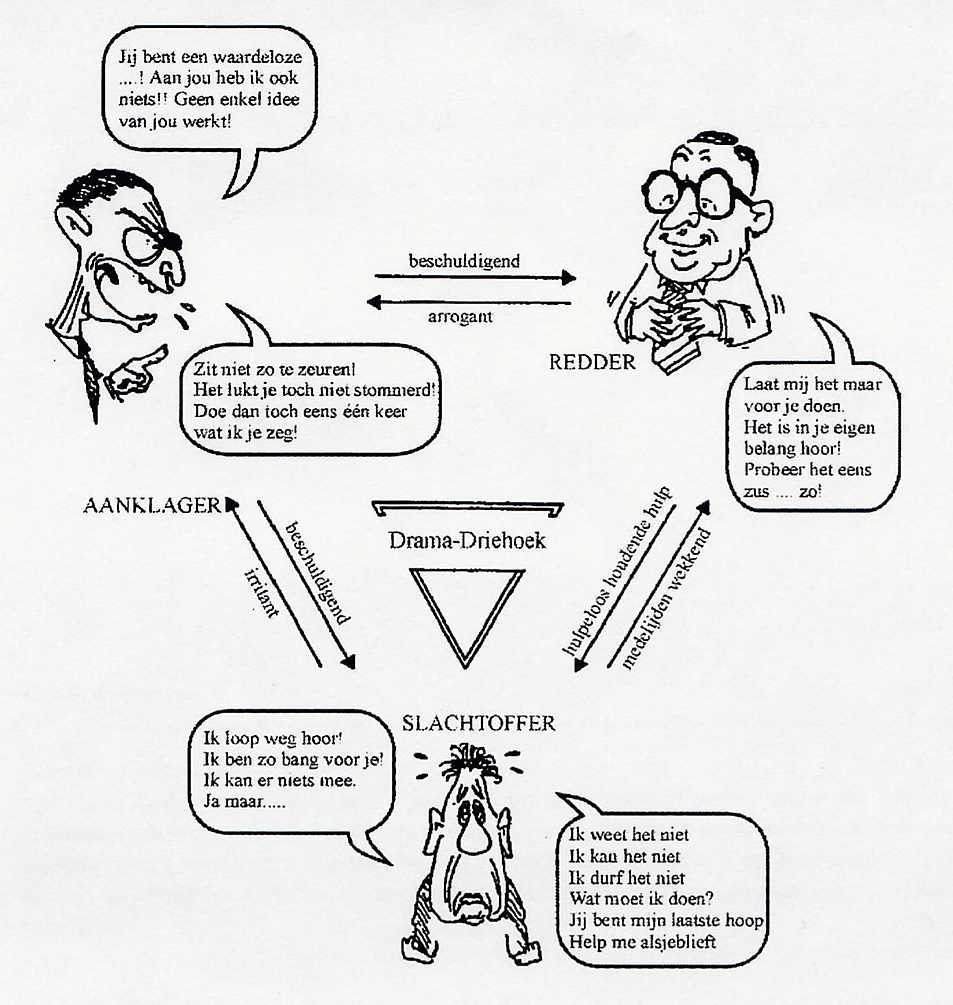 Jij bent een waardeloze
....! Aan jou heb ik ook
niets!! Geen enkel idee
van jou werkt!
beschuldigend
arrogant
REDDER
Zit niet zo te zeuren!
Het lukt je toch niet stommerd!
Doe dan toch eens één keer
wat ik je zeg!
Laat mij het maar
voor je doen.
Het is in je eigen
belang hoor!
Probeer het eens
zus .... zo!
AANKLAGER
beschuldigend
irritant
Drama-Driehoek
hulpeloos houdende hulp
medelijden wekkend
SLACHTOFFER
Ik loop weg hoor!
Ik ben zo bang voor je!
Ik kan er niets mee.
Ja maar.....
Ik weet het niet
Ik kan het niet
Ik durf het niet
Wat moet ik doen?
Jij bent mijn laatste hoop
Help me alsjeblieft